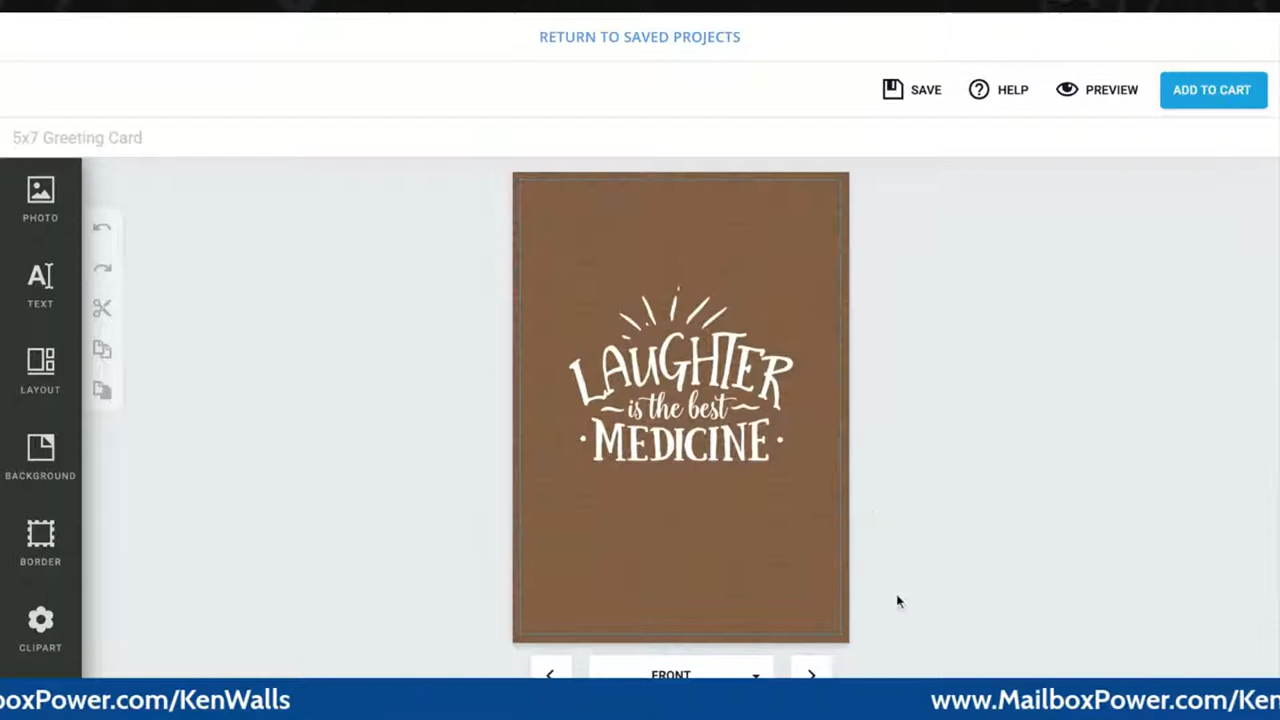 RETURN TO SAVED PROJECTS
SAVE
HELP
PREVIEW
ADD TO CART
5x7 Greeting Card
PHOTO
TEXT
LAYOUT
BACKGROUND
BORDER
CLIPART
LAUGHTER
is the best
MEDICINE
FRONT
boxPower.com/KenWalls
www.MailboxPower.com/Ken